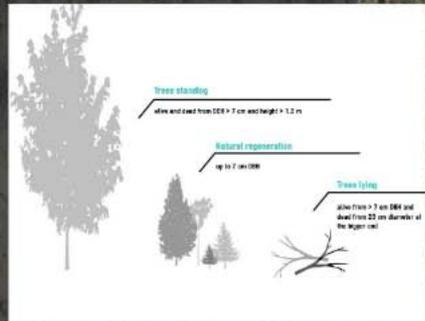 Trees standing
alive and dead from DBH > 7 cm and height > 1,3 m
Natural regeneration
up to 7 cm DBH
Trees lying
alive from > 7 cm DBH and
dead from 20 cm diameter at
the bigger end